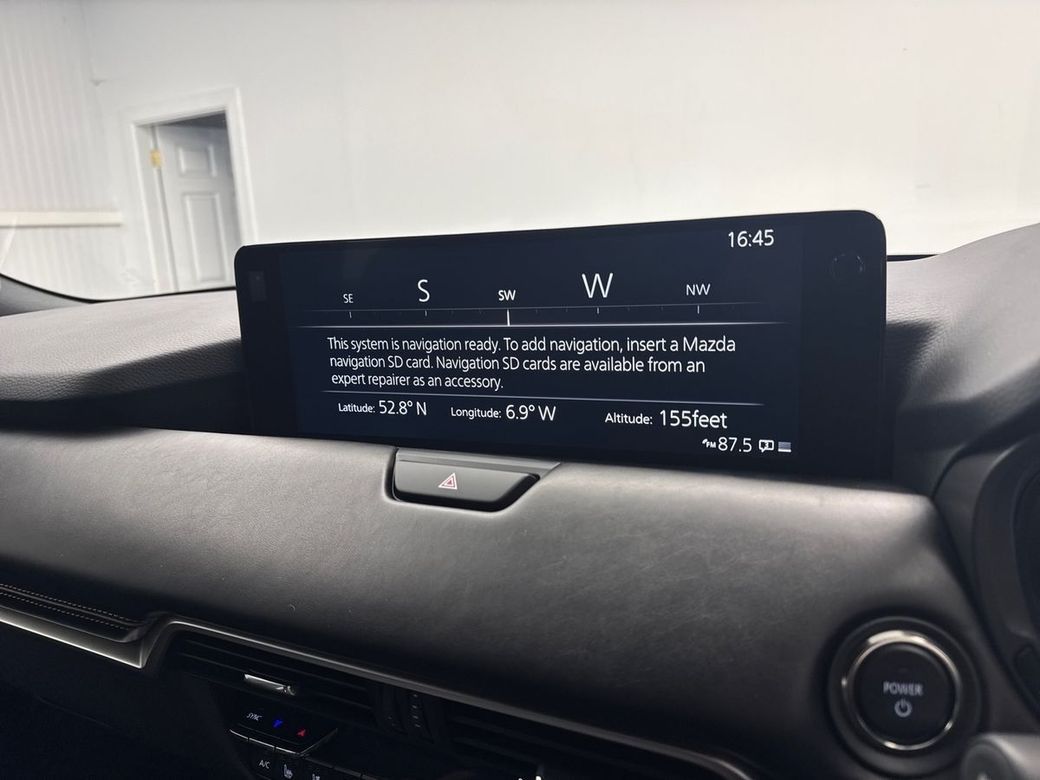 16:45
SE S SW W NW
This system is navigation ready. To add navigation, insert a Mazda
navigation SD card. Navigation SD cards are available from an
expert repairer as an accessory.
Latitude: 52.8° N Longitude: 6.9° W Altitude: 155feet
FM 87.5
POWER
SYNC
A/C